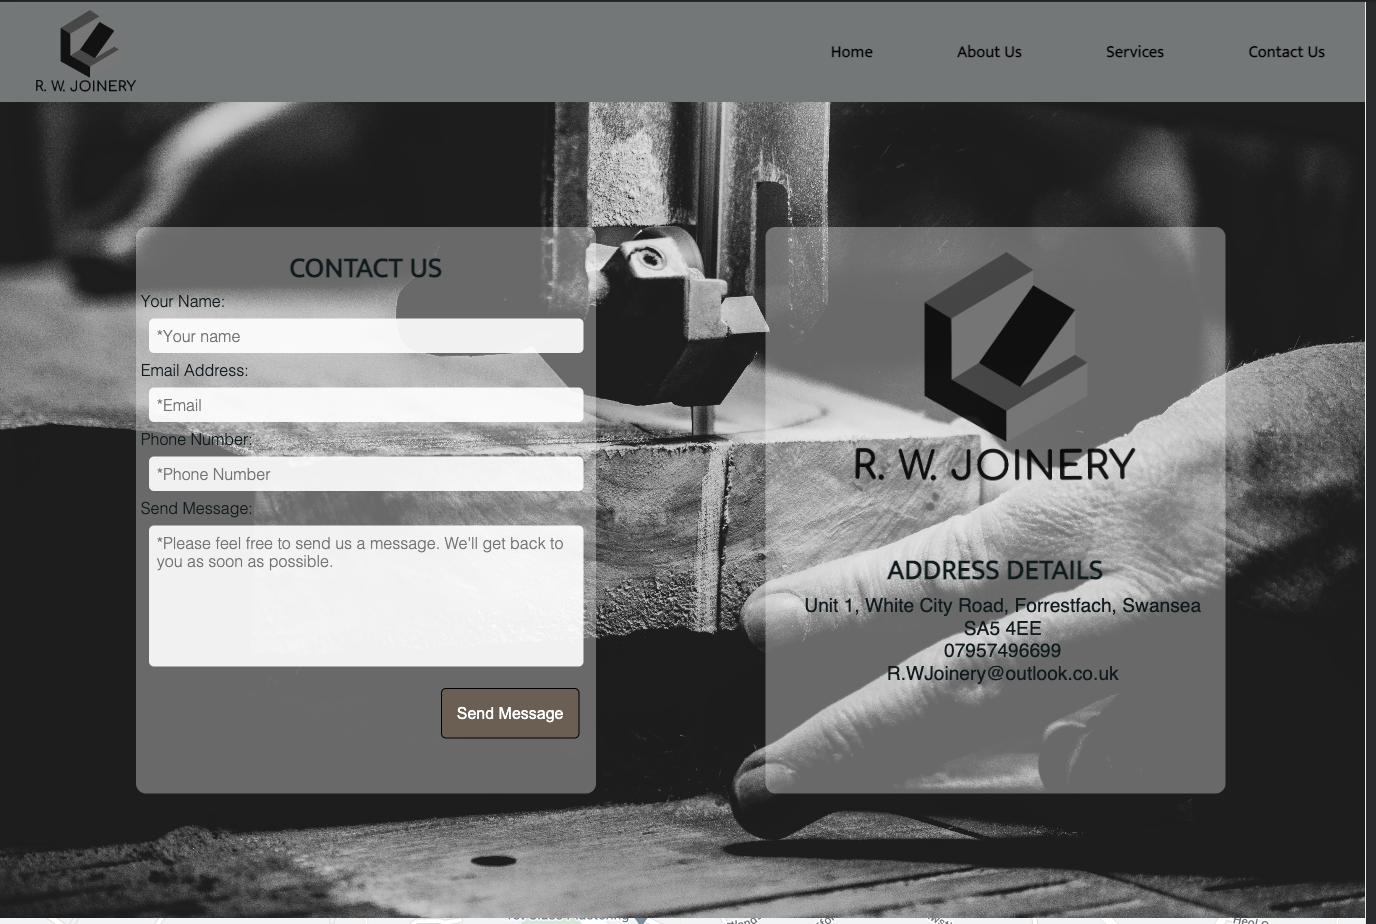 R. W. JOINERY
Home
About Us
Services
Contact Us
CONTACT US
Your Name:
*Your name
Email Address:
*Email
Phone Number:
*Phone Number
Send Message:
*Please feel free to send us a message. We'll get back to
you as soon as possible.
Send Message
R. W. JOINERY
ADDRESS DETAILS
Unit 1, White City Road, Forrestfach, Swansea
SA5 4EE
07957496699
R.WJoinery@outlook.co.uk